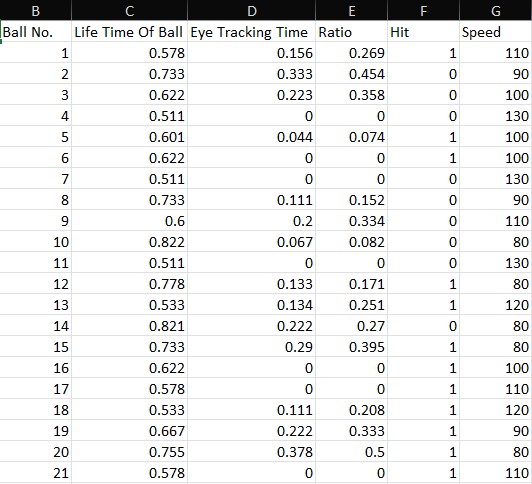 B C D E F G
Ball No. Life Time Of Ball Eye Tracking Time Ratio Hit Speed
1 0.578 0.156 0.269 1 110
2 0.733 0.333 0.454 0 90
3 0.622 0.223 0.358 0 100
4 0.511 0 0 0 130
5 0.601 0.044 0.074 1 100
6 0.622 0 0 1 100
7 0.511 0 0 0 130
8 0.733 0.111 0.152 0 90
9 0.6 0.2 0.334 0 110
10 0.822 0.067 0.082 0 80
11 0.511 0 0 0 130
12 0.778 0.133 0.171 1 80
13 0.533 0.134 0.251 1 120
14 0.821 0.222 0.27 0 80
15 0.733 0.29 0.395 1 80
16 0.622 0 0 1 100
17 0.578 0 0 1 110
18 0.533 0.111 0.208 1 120
19 0.667 0.222 0.333 1 90
20 0.755 0.378 0.5 1 80
21 0.578 0 0 1 110